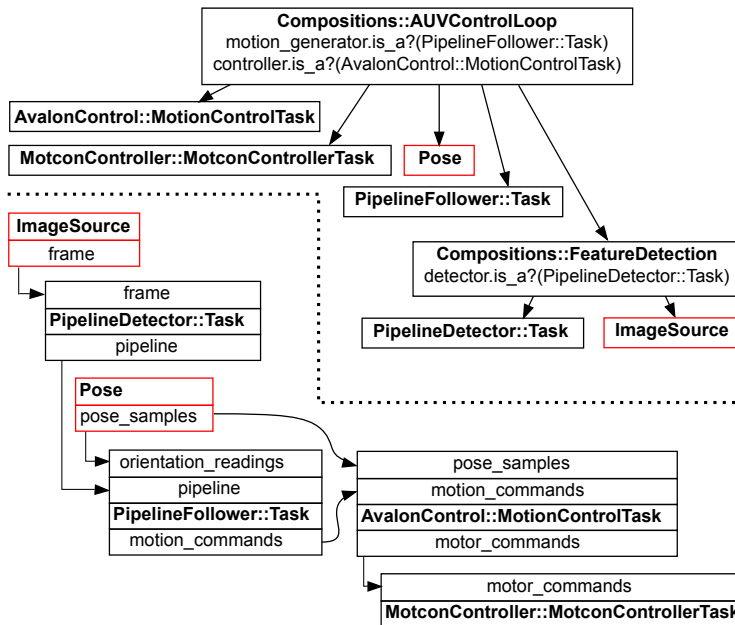 Compositions::AUVControlLoop
motion_generator.is_a?(PipelineFollower::Task)
controller.is_a?(AvalonControl::MotionControlTask)
AvalonControl::MotionControlTask
MotconController::MotconControllerTask
Pose
PipelineFollower::Task
Compositions::FeatureDetection
detector.is_a?(PipelineDetector::Task)
PipelineDetector::Task
ImageSource
ImageSource
frame
frame
PipelineDetector::Task
pipeline
Pose
pose_samples
orientation_readings
pipeline
PipelineFollower::Task
motion_commands
pose_samples
motion_commands
AvalonControl::MotionControlTask
motor_commands
motor_commands
MotconController::MotconControllerTask